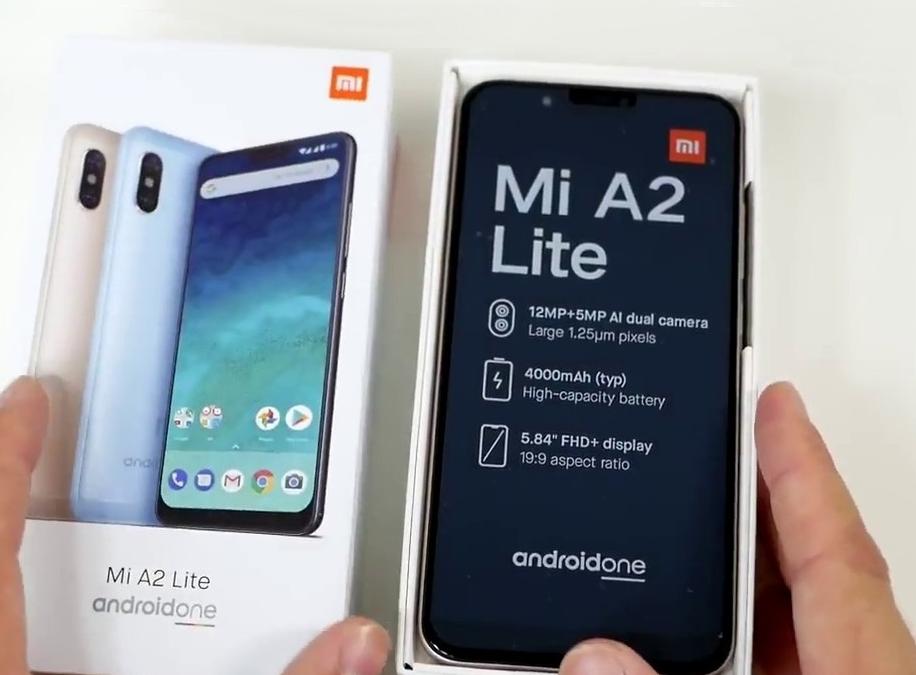 mi
Mi A2 Lite
androidone
mi
Mi A2
Lite
12MP+5MP AI dual camera
Large 1.25μm pixels
4000mAh (typ)
High-capacity battery
5.84" FHD+ display
19:9 aspect ratio
androidone